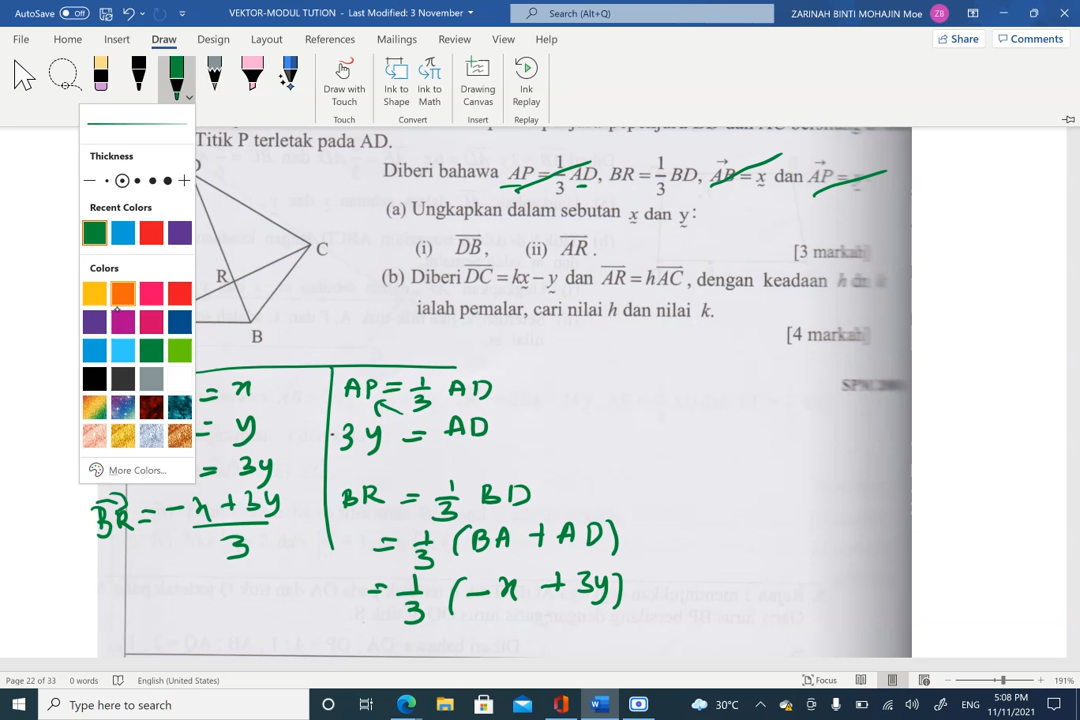 AutoSave Off VEKTOR-MODUL TUTION - Last Modified: 3 November Search (Alt+Q) ZARINAH BINTI MOHAJIN Moe ZB
File Home Insert Draw Design Layout References Mailings Review View Help Share Comments
Draw with Touch
Ink to Shape
Ink to Math
Drawing Canvas
Ink Replay
Touch Convert Insert Replay
Thickness
Recent Colors
Colors
More Colors...
Titik P terletak pada AD.
Diberi bahawa AP = 1/3 AD, BR = 1/3 BD, AB = x dan AP =
(a) Ungkapkan dalam sebutan x dan y:
(i) DB, (ii) AR. [3 markah]
(b) Diberi DC = kx − y dan AR = hAC, dengan keadaan h dan k
ialah pemalar, cari nilai h dan nilai k.
[4 markah]
C
R
B
= x
= y
= 3y
BR = −x + 3y / 3
AP = 1/3 AD
3y = AD
BR = 1/3 BD
= 1/3 (BA + AD)
= 1/3 (−x + 3y)
Page 22 of 33 0 words English (United States) Focus 191%
Type here to search 30°C ENG 5:08 PM 11/11/2021